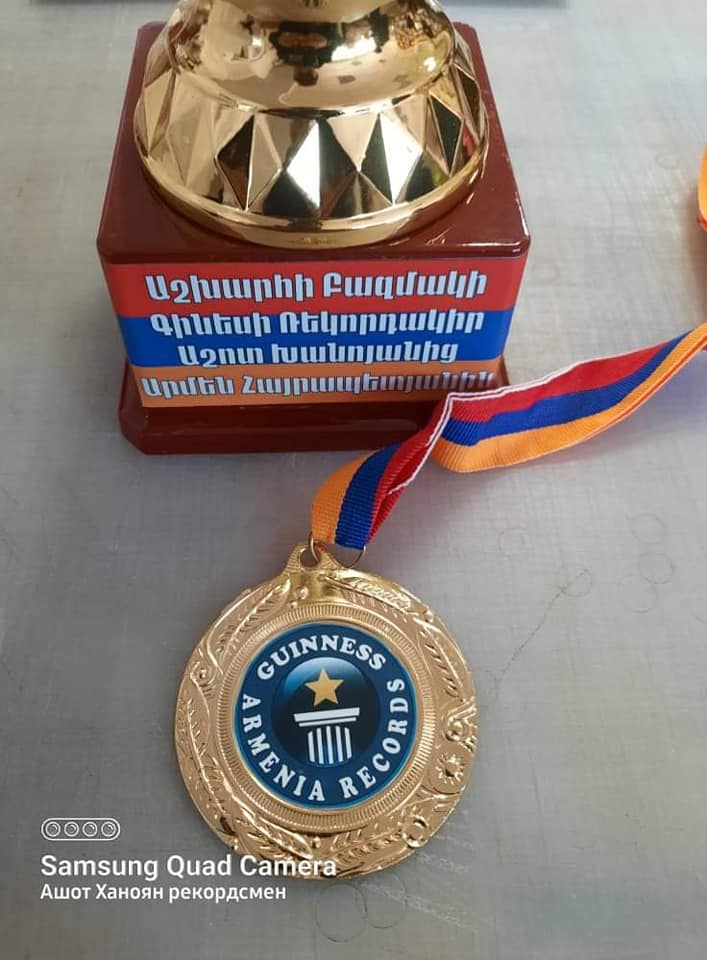 Աշխարհի Բազմակի
Գինեսի Ռեկորդակիր
Աշոտ Խանոյանից
Արմեն Հայրապետյանին
GUINNESS
ARMENIA RECORDS
Samsung Quad Camera
Ашот Ханоян рекордсмен